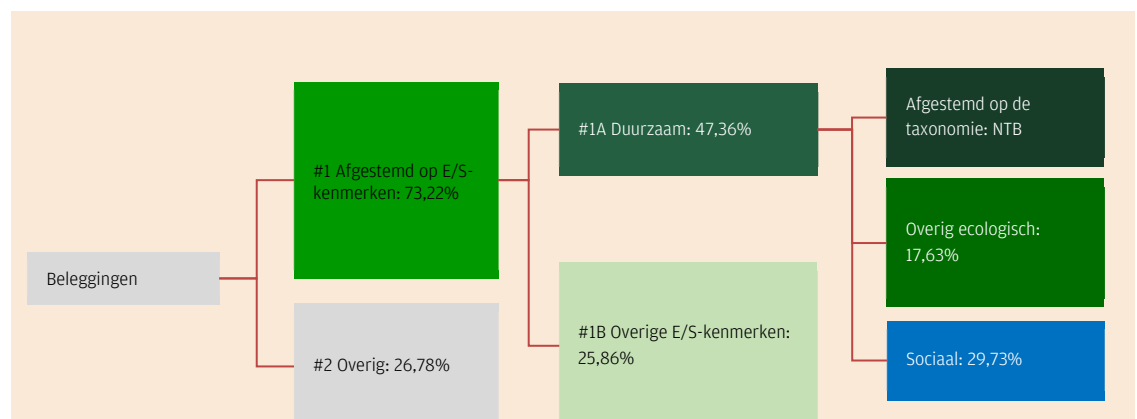 Beleggingen
#1 Afgestemd op E/S-
kenmerken: 73,22%
#2 Overig: 26,78%
#1A Duurzaam: 47,36%
#1B Overige E/S-kenmerken:
25,86%
Afgestemd op de
taxonomie: NTB
Overig ecologisch:
17,63%
Sociaal: 29,73%